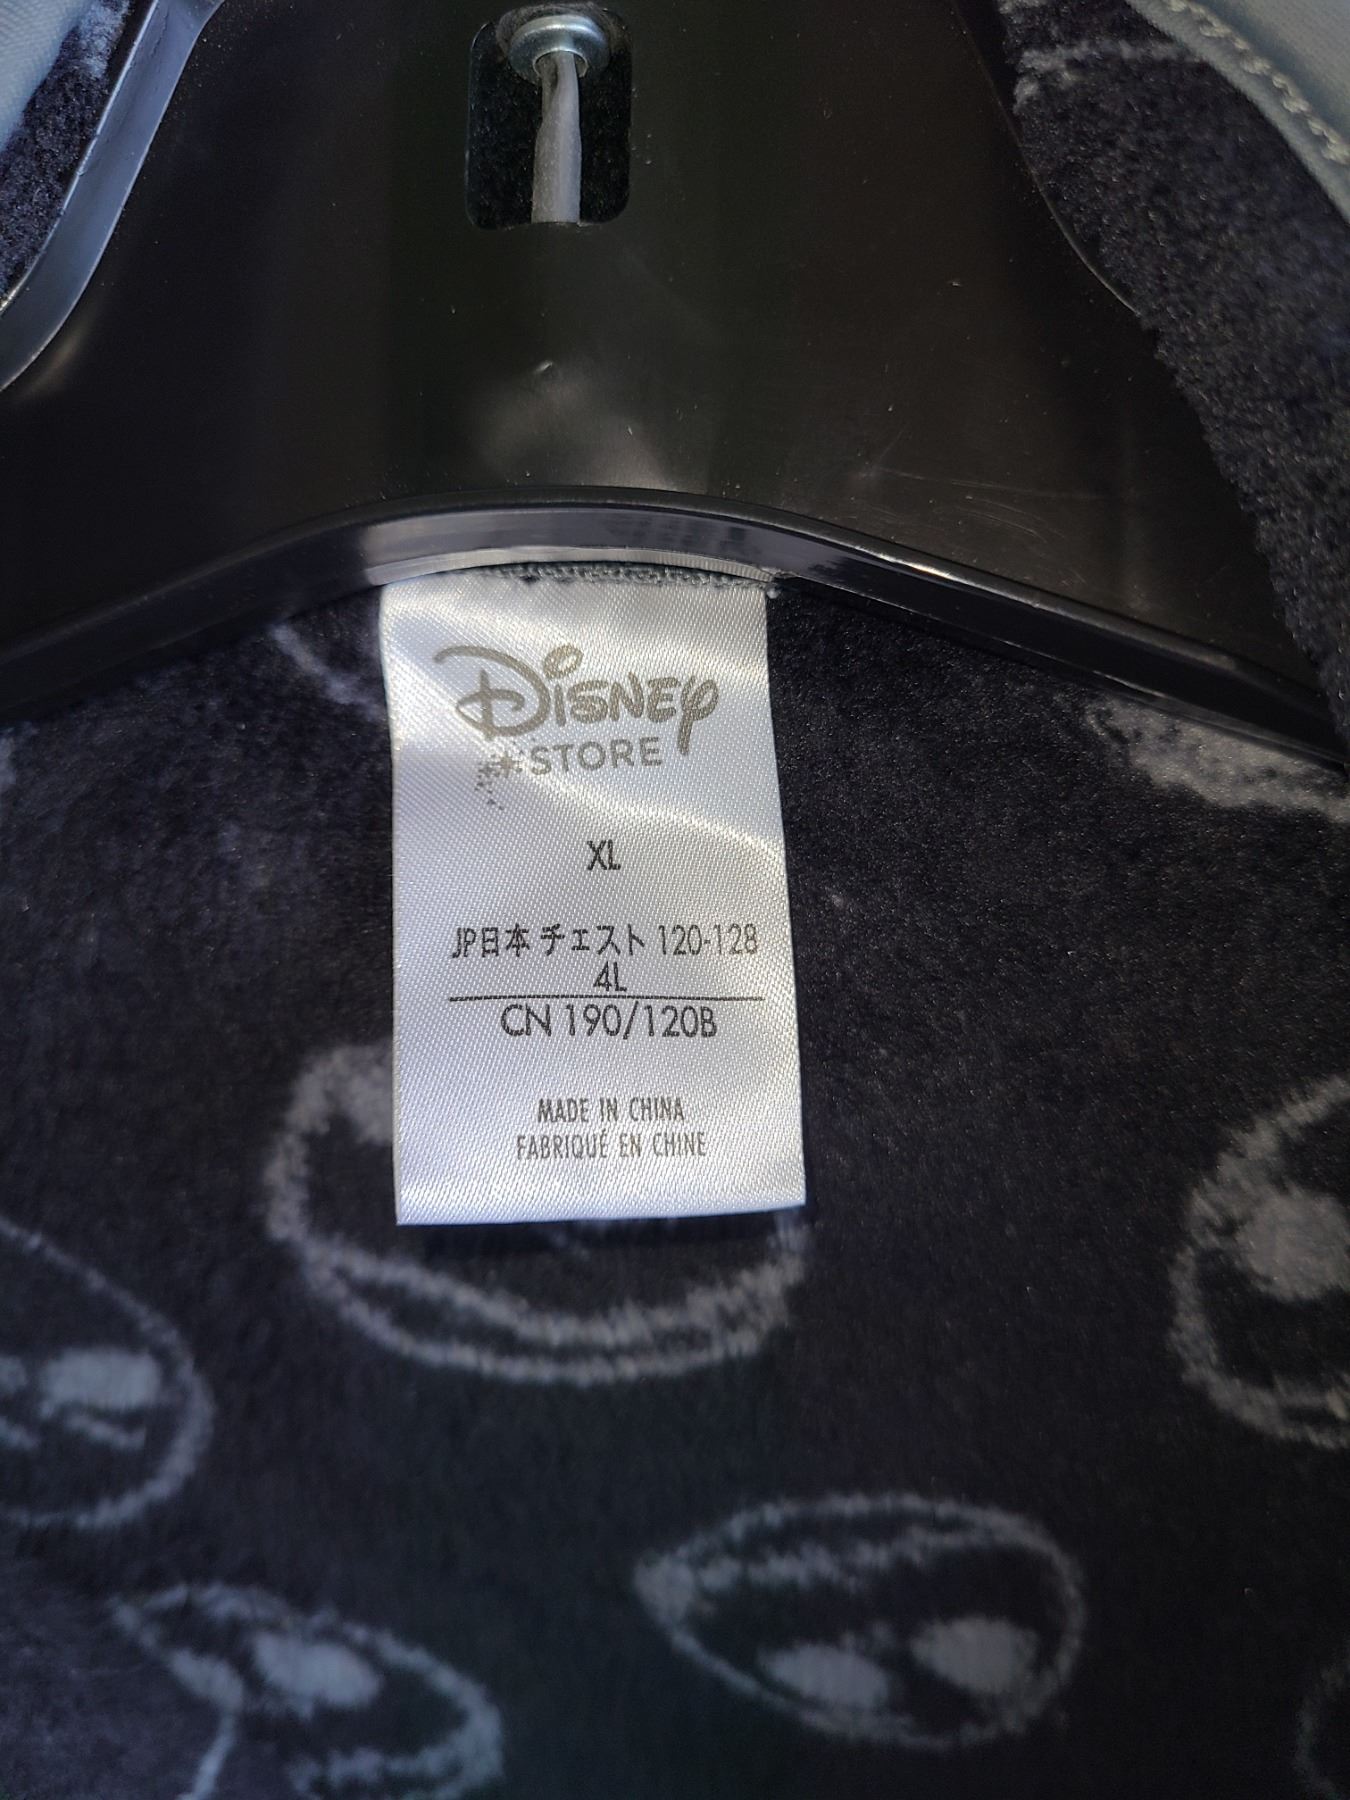 DISNEY
STORE
XL
JP日本 チェスト 120-128
4L
CN 190/120B
MADE IN CHINA
FABRIQUÉ EN CHINE